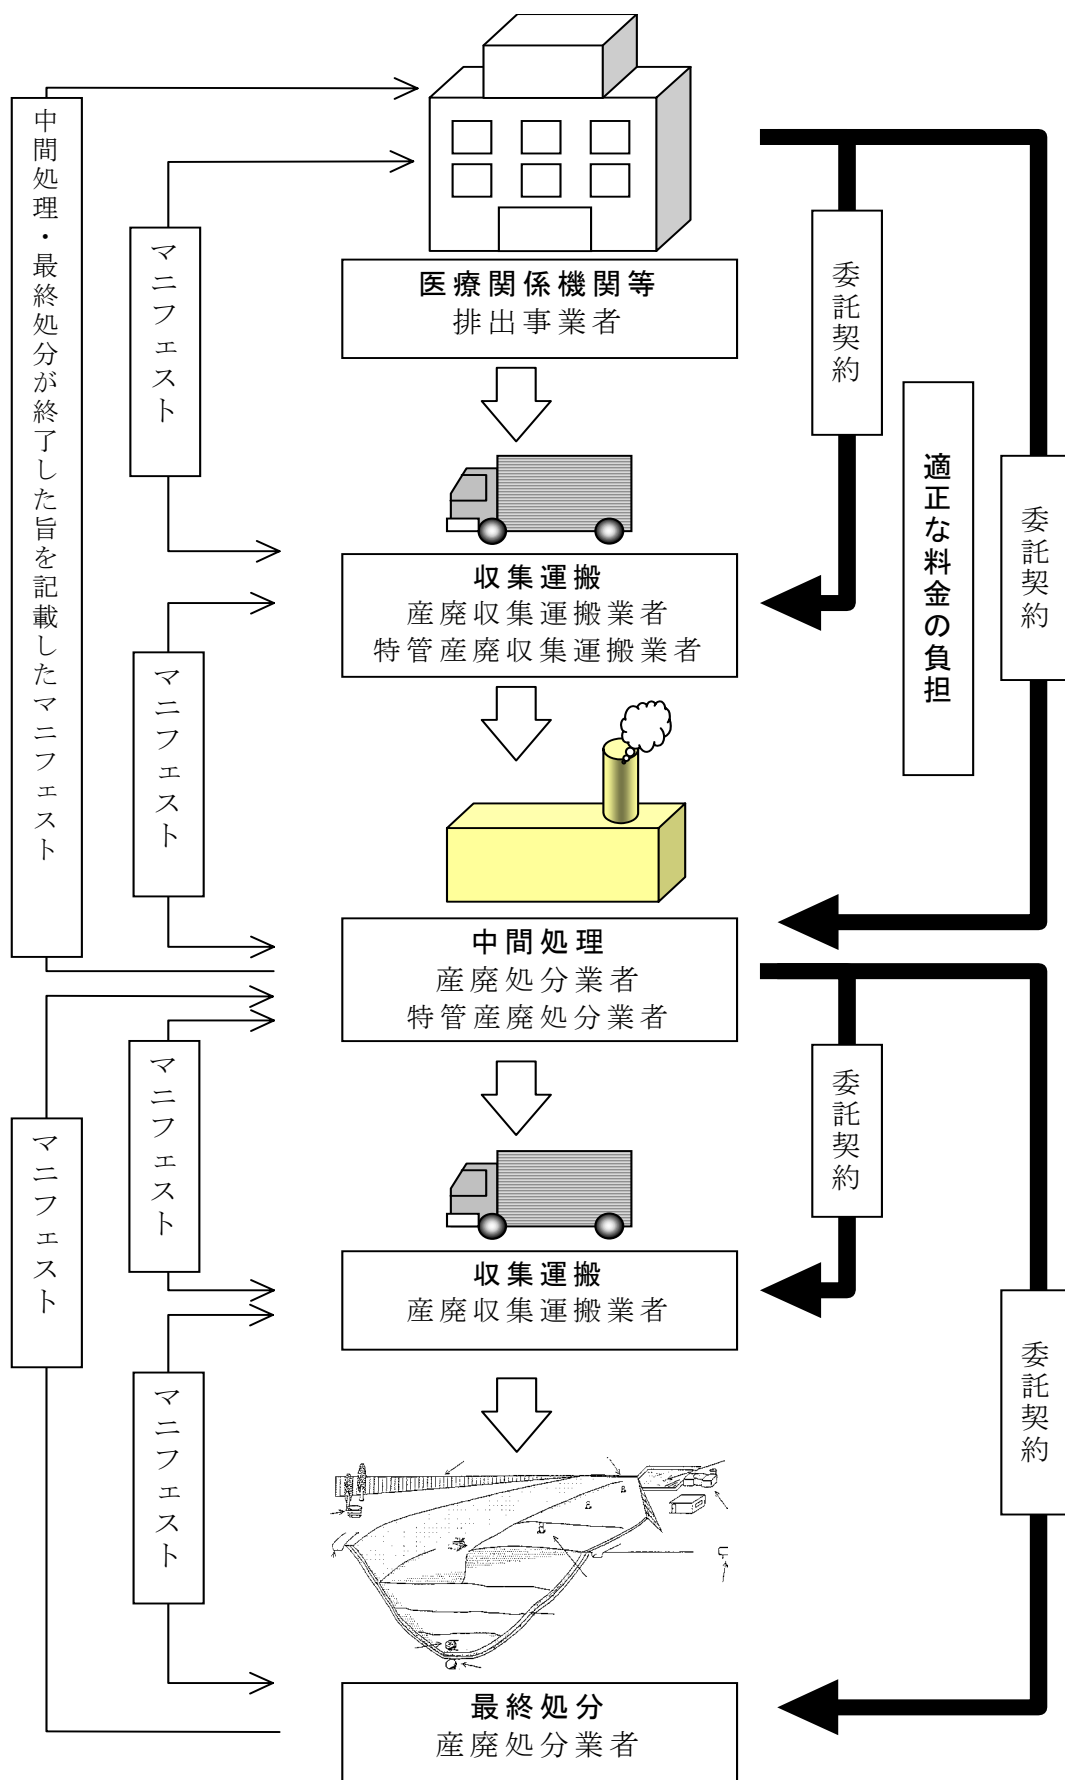 中間処理・最終処分が終了した旨を記載したマニフェスト
マニフェスト
医療関係機関等
排出事業者
委託契約
適正な料金の負担
委託契約
収集運搬
産廃収集運搬業者
特管産廃収集運搬業者
マニフェスト
中間処理
産廃処分業者
特管産廃処分業者
マニフェスト
マニフェスト
委託契約
収集運搬
産廃収集運搬業者
委託契約
マニフェスト
最終処分
産廃処分業者